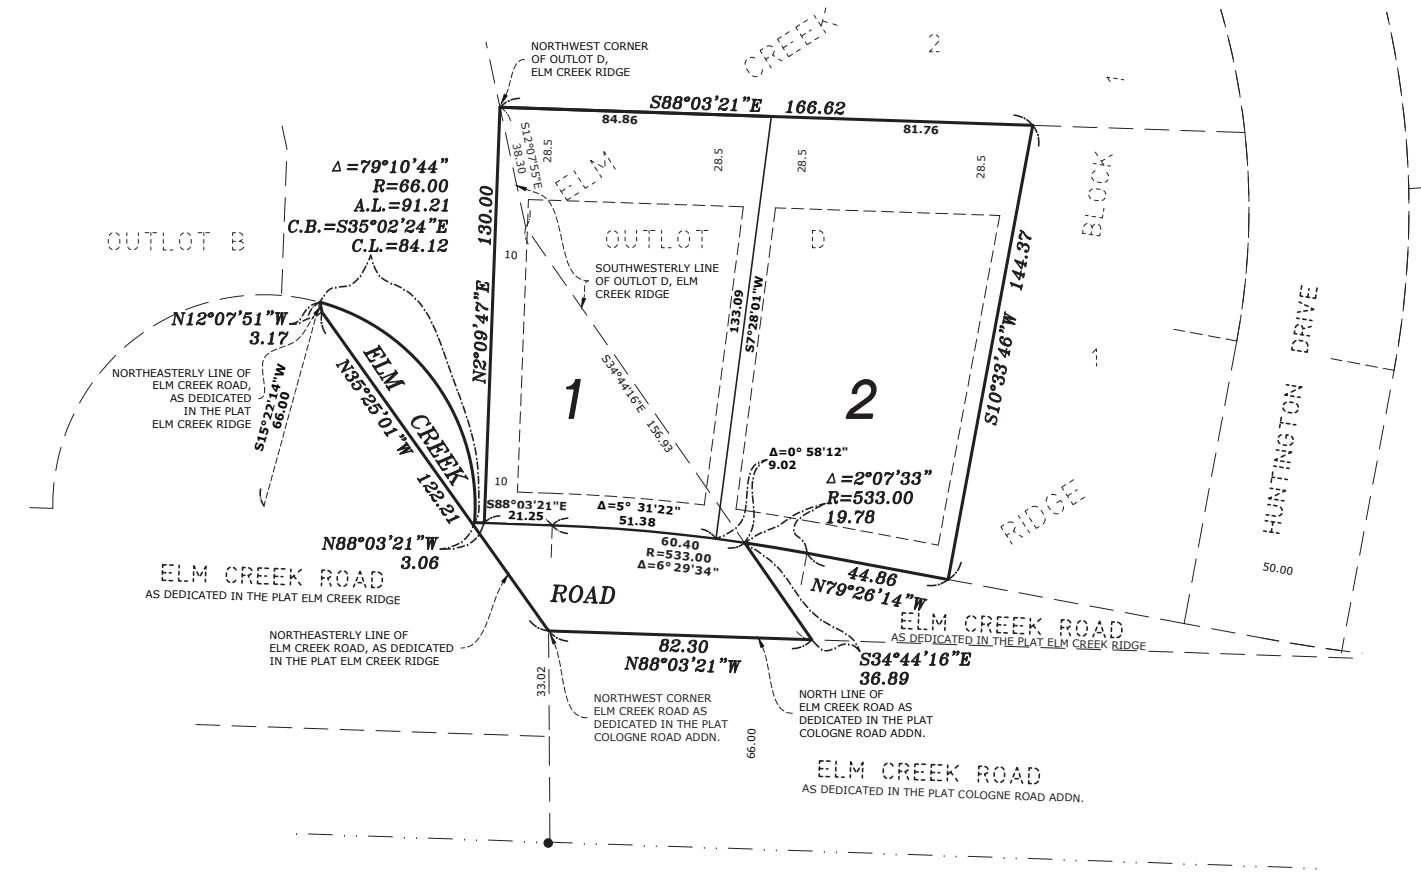 CREEK
2
1
NORTHWEST CORNER
OF OUTLOT D,
ELM CREEK RIDGE
S88°03'21"E 166.62
84.86
81.76
S12°07'55"E
38.30
28.5
28.5
28.5
28.5
ELM
BLOCK
Δ=79°10'44"
R=66.00
A.L.=91.21
C.B.=S35°02'24"E
C.L.=84.12
OUTLOT B
N2°09'47"E 130.00
10
OUTLOT D
SOUTHWESTERLY LINE
OF OUTLOT D, ELM
CREEK RIDGE
133.09
S7°28'01"W
S10°33'46"W 144.37
HUNTINGTON DRIVE
N12°07'51"W
3.17
NORTHEASTERLY LINE OF
ELM CREEK ROAD,
AS DEDICATED
IN THE PLAT
ELM CREEK RIDGE
S15°22'14"W
66.00
ELM CREEK
N35°25'01"W 122.21
S34°44'16"E 156.93
1
2
1
Δ=0° 58'12"
9.02
Δ=2°07'33"
R=533.00
19.78
10
S88°03'21"E
21.25
Δ=5° 31'22"
51.38
RIDGE
N88°03'21"W
3.06
60.40
R=533.00
Δ=6°29'34"
50.00
ELM CREEK ROAD
AS DEDICATED IN THE PLAT ELM CREEK RIDGE
ROAD
44.86
N79°26'14"W
ELM CREEK ROAD
AS DEDICATED IN THE PLAT ELM CREEK RIDGE
NORTHEASTERLY LINE OF
ELM CREEK ROAD, AS DEDICATED
IN THE PLAT ELM CREEK RIDGE
82.30
N88°03'21"W
S34°44'16"E
36.89
33.02
NORTHWEST CORNER
ELM CREEK ROAD AS
DEDICATED IN THE PLAT
COLOGNE ROAD ADDN.
NORTH LINE OF
ELM CREEK ROAD AS
DEDICATED IN THE PLAT
COLOGNE ROAD ADDN.
66.00
ELM CREEK ROAD
AS DEDICATED IN THE PLAT COLOGNE ROAD ADDN.